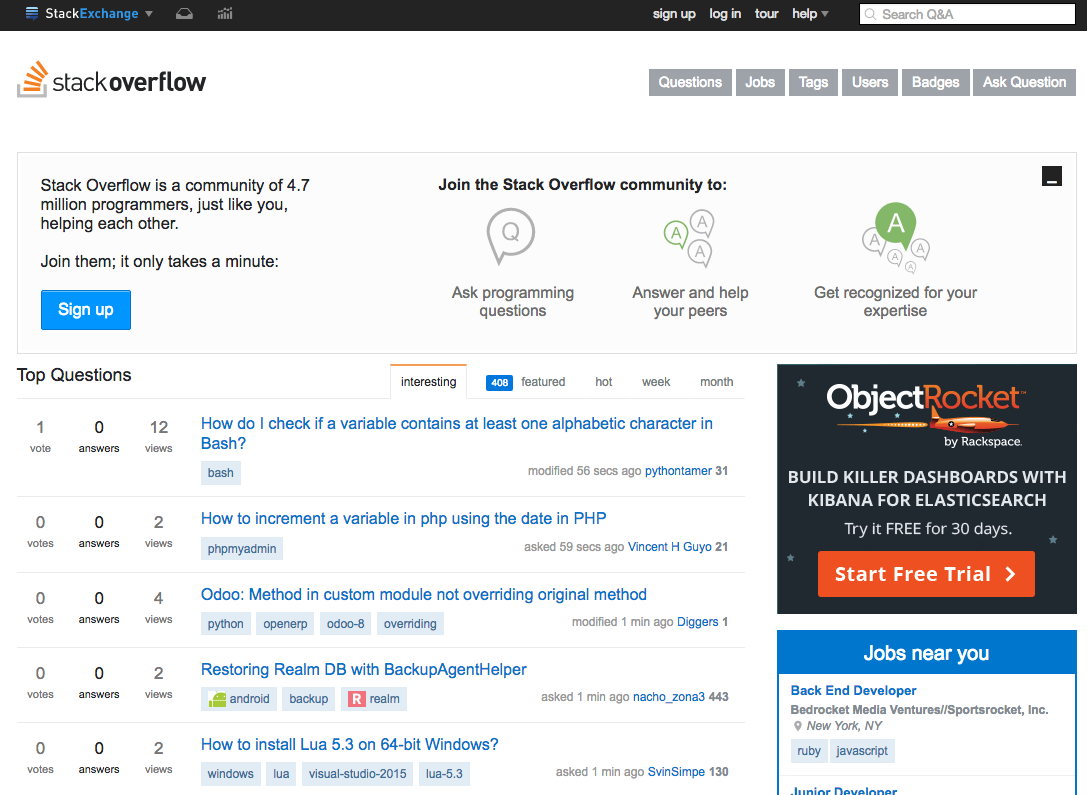 StackExchange
sign up log in tour help
Search Q&A
stackoverflow
Questions Jobs Tags Users Badges Ask Question
Stack Overflow is a community of 4.7
million programmers, just like you,
helping each other.
Join them; it only takes a minute:
Sign up
Join the Stack Overflow community to:
Q
A A A
A A A A A
Ask programming
questions
Answer and help
your peers
Get recognized for your
expertise
Top Questions
interesting 408 featured hot week month
1 0 12
vote answers views
How do I check if a variable contains at least one alphabetic character in
Bash?
bash
modified 56 secs ago pythontamer 31
0 0 2
votes answers views
How to increment a variable in php using the date in PHP
phpmyadmin
asked 59 secs ago Vincent H Guyo 21
0 0 4
votes answers views
Odoo: Method in custom module not overriding original method
python openerp odoo-8 overriding
modified 1 min ago Diggers 1
0 0 2
votes answers views
Restoring Realm DB with BackupAgentHelper
android backup R realm
asked 1 min ago nacho_zona3 443
0 0 2
votes answers views
How to install Lua 5.3 on 64-bit Windows?
windows lua visual-studio-2015 lua-5.3
asked 1 min ago SvinSimpe 130
ObjectRocket™
by Rackspace.
BUILD KILLER DASHBOARDS WITH
KIBANA FOR ELASTICSEARCH
Try it FREE for 30 days.
Start Free Trial
Jobs near you
Back End Developer
Bedrocket Media Ventures//Sportsrocket, Inc.
New York, NY
ruby javascript
Junior Developer